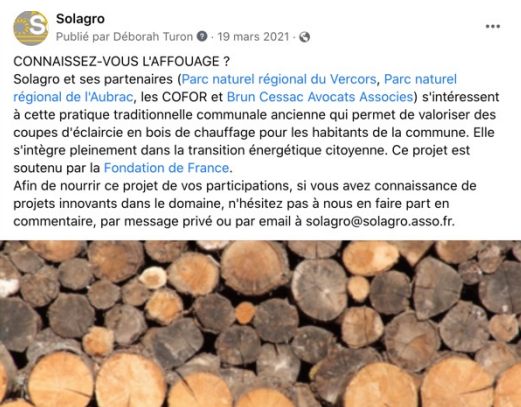 Solagro
Publié par Déborah Turon · 19 mars 2021 ·
CONNAISSEZ-VOUS L'AFFOUAGE ?
Solagro et ses partenaires (Parc naturel régional du Vercors, Parc naturel
régional de l'Aubrac, les COFOR et Brun Cessac Avocats Associes) s'intéressent
à cette pratique traditionnelle communale ancienne qui permet de valoriser des
coupes d'éclaircie en bois de chauffage pour les habitants de la commune. Elle
s'intègre pleinement dans la transition énergétique citoyenne. Ce projet est
soutenu par la Fondation de France.
Afin de nourrir ce projet de vos participations, si vous avez connaissance de
projets innovants dans le domaine, n'hésitez pas à nous en faire part en
commentaire, par message privé ou par email à solagro@solagro.asso.fr.